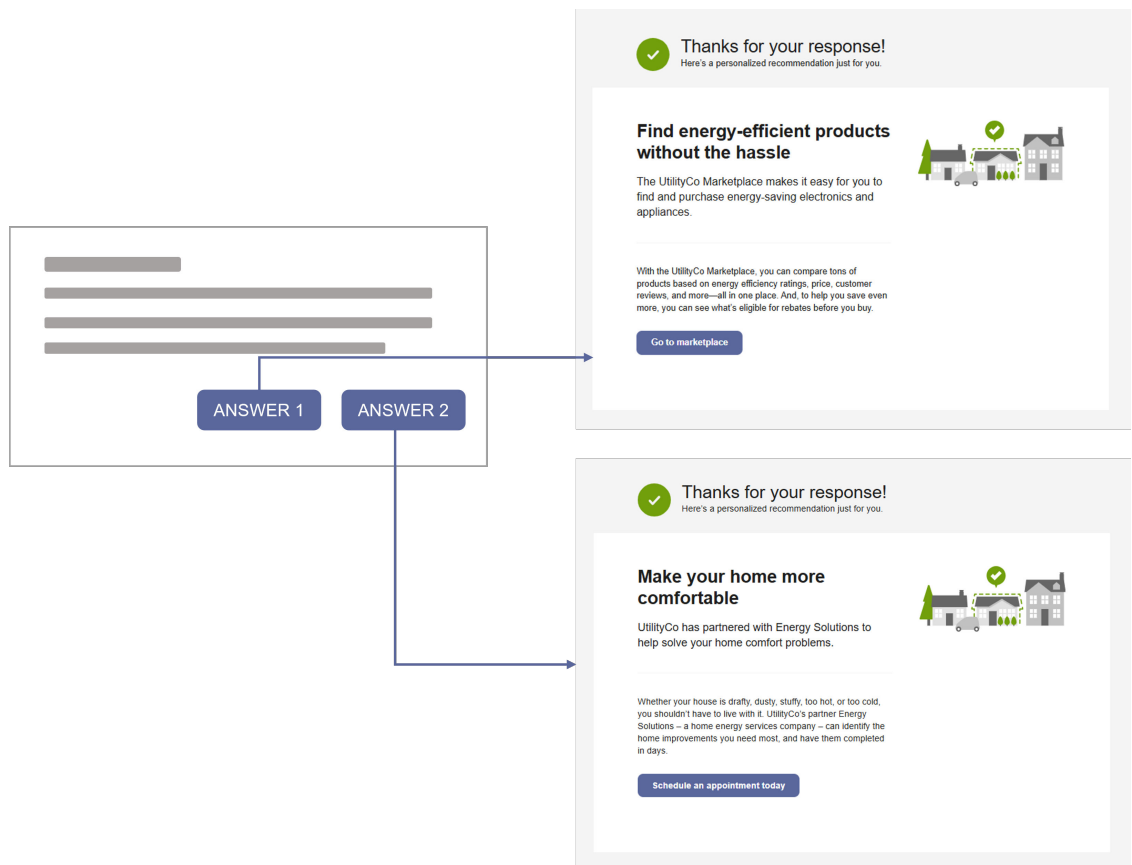 Thanks for your response!
Here's a personalized recommendation just for you.
Find energy-efficient products
without the hassle
The UtilityCo Marketplace makes it easy for you to
find and purchase energy-saving electronics and
appliances.
With the UtilityCo Marketplace, you can compare tons of
products based on energy efficiency ratings, price, customer
reviews, and more—all in one place. And, to help you save even
more, you can see what's eligible for rebates before you buy.
Go to marketplace
ANSWER 1
ANSWER 2
Thanks for your response!
Here's a personalized recommendation just for you.
Make your home more
comfortable
UtilityCo has partnered with Energy Solutions to
help solve your home comfort problems.
Whether your house is drafty, dusty, stuffy, too hot, or too cold,
you shouldn't have to live with it. UtilityCo's partner Energy
Solutions – a home energy services company – can identify the
home improvements you need most, and have them completed
in days.
Schedule an appointment today